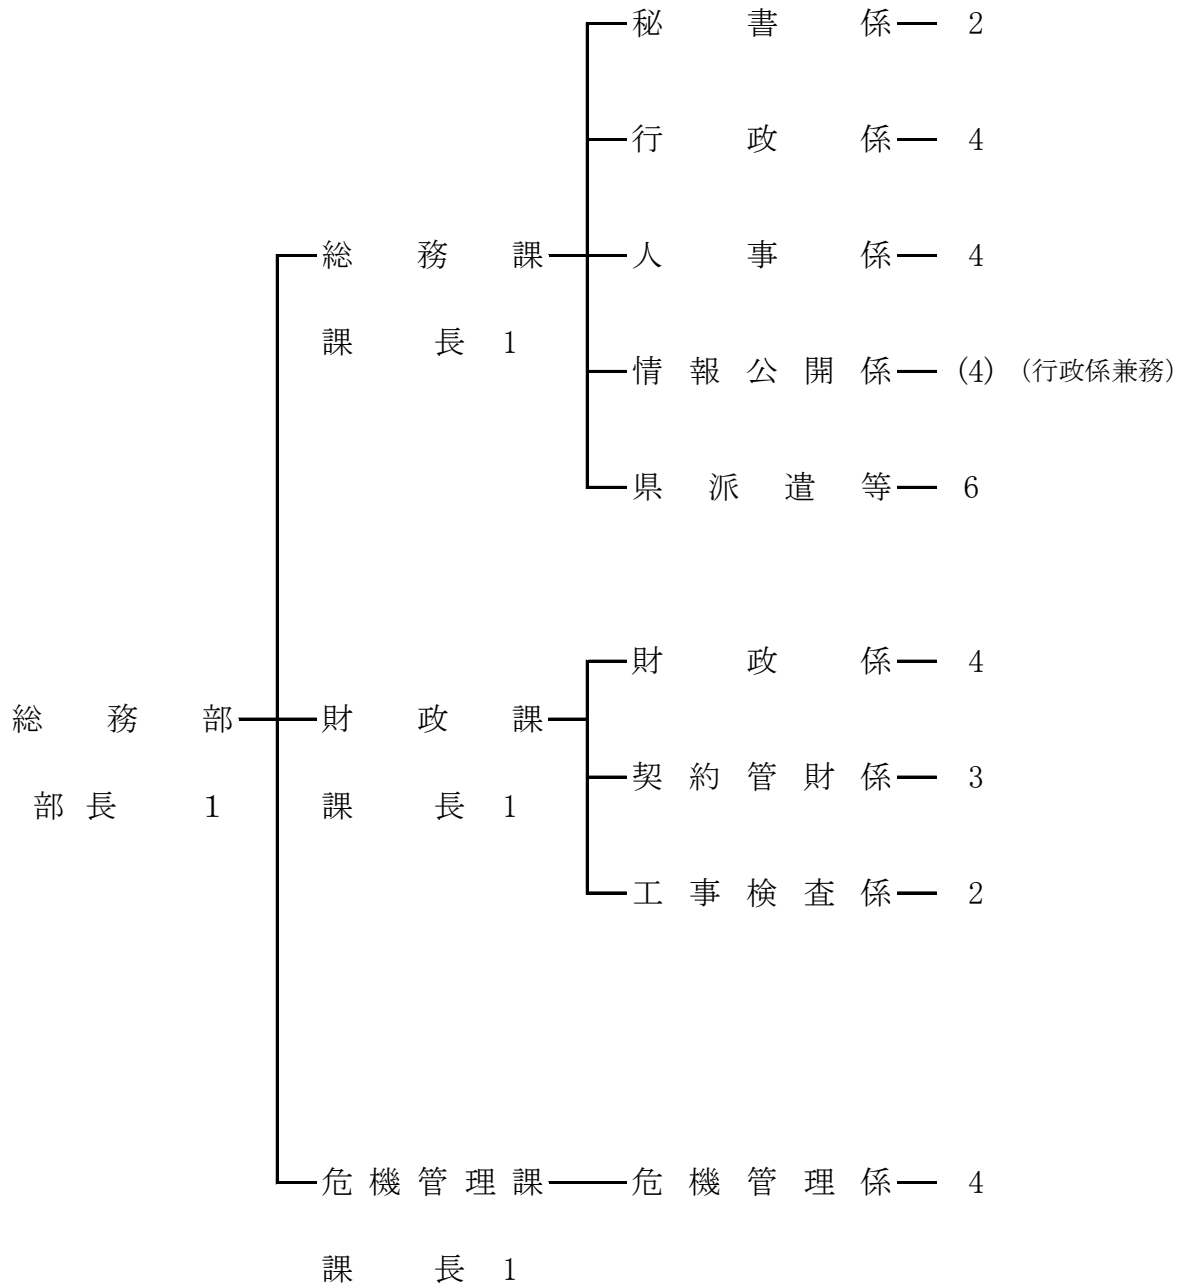 秘書係 2
行政係 4
総務課 人事係 4
課長 1
情報公開係 (4) (行政係兼務)
県派遣等 6
財政係 4
総務部 財政課
契約管財係 3
部長 1 課長 1
工事検査係 2
危機管理課 危機管理係 4
課長 1